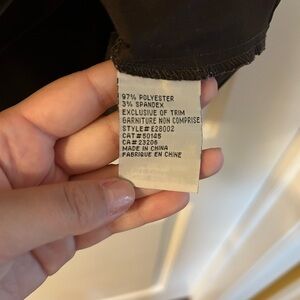 97% POLYESTER
3% SPANDEX
EXCLUSIVE OF TRIM
GARNITURE NON COMPRISE
STYLE# E28002
CAT# 50185
CA# 23206
MADE IN CHINA
FABRIQUE EN CHINE